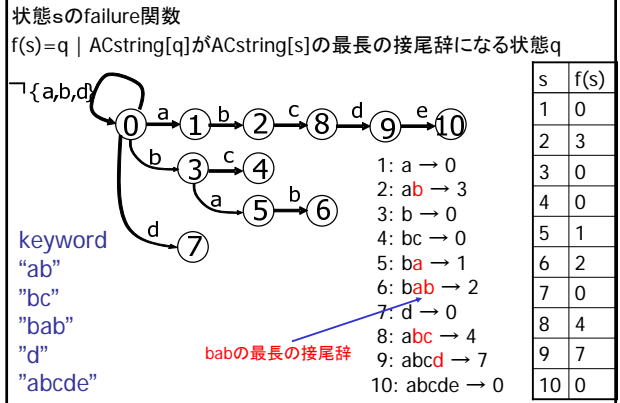 状態sのfailure関数
f(s)=q | ACstring[q]がACstring[s]の最長の接尾辞になる状態q
¬{a,b,d}
0 a 1 b 2 c 8 d 9 e 10
b 3 c 4
a 5 b 6
d 7
keyword
“ab”
”bc”
”bab”
”d”
”abcde”
1: a → 0
2: ab → 3
3: b → 0
4: bc → 0
5: ba → 1
6: bab → 2
7: d → 0
8: abc → 4
9: abcd → 7
10: abcde → 0
babの最長の接尾辞
s f(s)
1 0
2 3
3 0
4 0
5 1
6 2
7 0
8 4
9 7
10 0